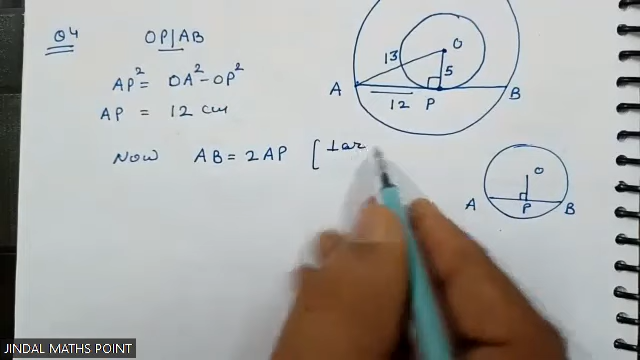 Q4 OP|AB
AP² = OA² - OP²
AP = 12 cm
Now AB = 2AP [⊥ar
O
13
5
A
12
P
B
O
A
P
B
JINDAL MATHS POINT